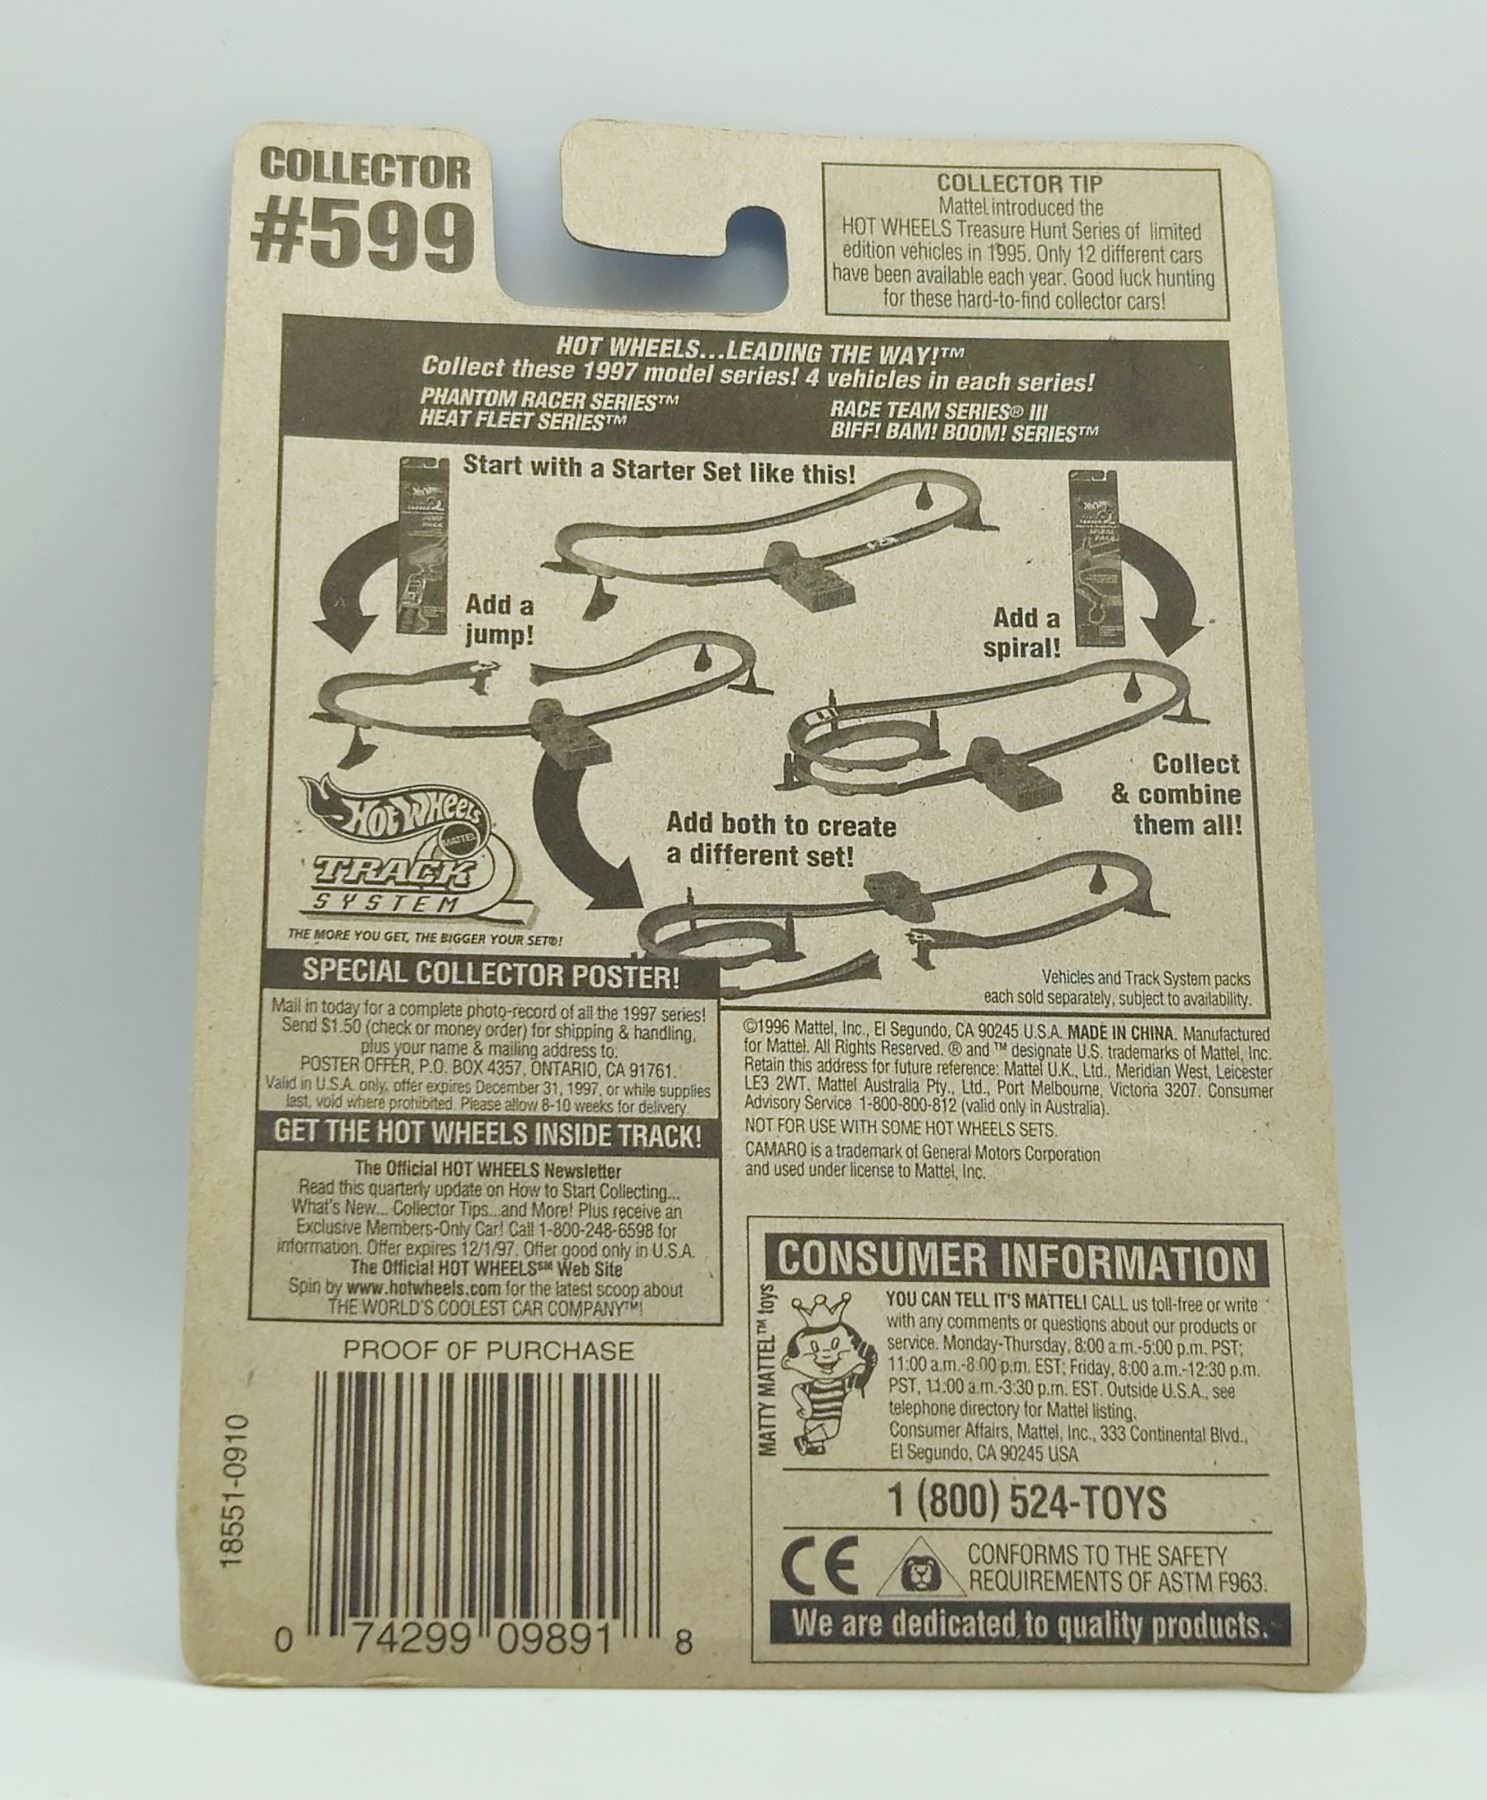 COLLECTOR
#599
COLLECTOR TIP
Mattel introduced the
HOT WHEELS Treasure Hunt Series of limited
edition vehicles in 1995. Only 12 different cars
have been available each year. Good luck hunting
for these hard-to-find collector cars!
HOT WHEELS...LEADING THE WAY!™
Collect these 1997 model series! 4 vehicles in each series!
PHANTOM RACER SERIES™
HEAT FLEET SERIES™
RACE TEAM SERIES® III
BIFF! BAM! BOOM! SERIES™
Start with a Starter Set like this!
Add a
jump!
Add a
spiral!
Collect
& combine
them all!
Add both to create
a different set!
HOT WHEELS
MATTEL
TRACK
SYSTEM
THE MORE YOU GET, THE BIGGER YOUR SET®!
Vehicles and Track System packs
each sold separately, subject to availability.
SPECIAL COLLECTOR POSTER!
Mail in today for a complete photo-record of all the 1997 series!
Send $1.50 (check or money order) for shipping & handling,
plus your name & mailing address to:
POSTER OFFER, P.O. BOX 4357, ONTARIO, CA 91761.
Valid in U.S.A. only, offer expires December 31, 1997, or while supplies
last, void where prohibited. Please allow 8-10 weeks for delivery.
GET THE HOT WHEELS INSIDE TRACK!
The Official HOT WHEELS Newsletter
Read this quarterly update on How to Start Collecting...
What's New... Collector Tips...and More! Plus receive an
Exclusive Members-Only Car! Call 1-800-248-6598 for
information. Offer expires 12/1/97. Offer good only in U.S.A.
The Official HOT WHEELS℠ Web Site
Spin by www.hotwheels.com for the latest scoop about
THE WORLD'S COOLEST CAR COMPANY™!
©1996 Mattel, Inc., El Segundo, CA 90245 U.S.A. MADE IN CHINA. Manufactured
for Mattel. All Rights Reserved. ® and ™ designate U.S. trademarks of Mattel, Inc.
Retain this address for future reference: Mattel U.K., Ltd., Meridian West, Leicester
LE3 2WT. Mattel Australia Pty., Ltd., Port Melbourne, Victoria 3207. Consumer
Advisory Service 1-800-800-812 (valid only in Australia).
NOT FOR USE WITH SOME HOT WHEELS SETS.
CAMARO is a trademark of General Motors Corporation
and used under license to Mattel, Inc.
PROOF OF PURCHASE
18551-0910
0 74299 09891 8
CONSUMER INFORMATION
MATTY MATTEL™ toys
YOU CAN TELL IT'S MATTEL! CALL us toll-free or write
with any comments or questions about our products or
service. Monday-Thursday, 8:00 a.m.-5:00 p.m. PST;
11:00 a.m.-8:00 p.m. EST; Friday, 8:00 a.m.-12:30 p.m.
PST, 11:00 a.m.-3:30 p.m. EST. Outside U.S.A., see
telephone directory for Mattel listing.
Consumer Affairs, Mattel, Inc., 333 Continental Blvd.,
El Segundo, CA 90245 USA
1 (800) 524-TOYS
CE
CONFORMS TO THE SAFETY
REQUIREMENTS OF ASTM F963.
We are dedicated to quality products.